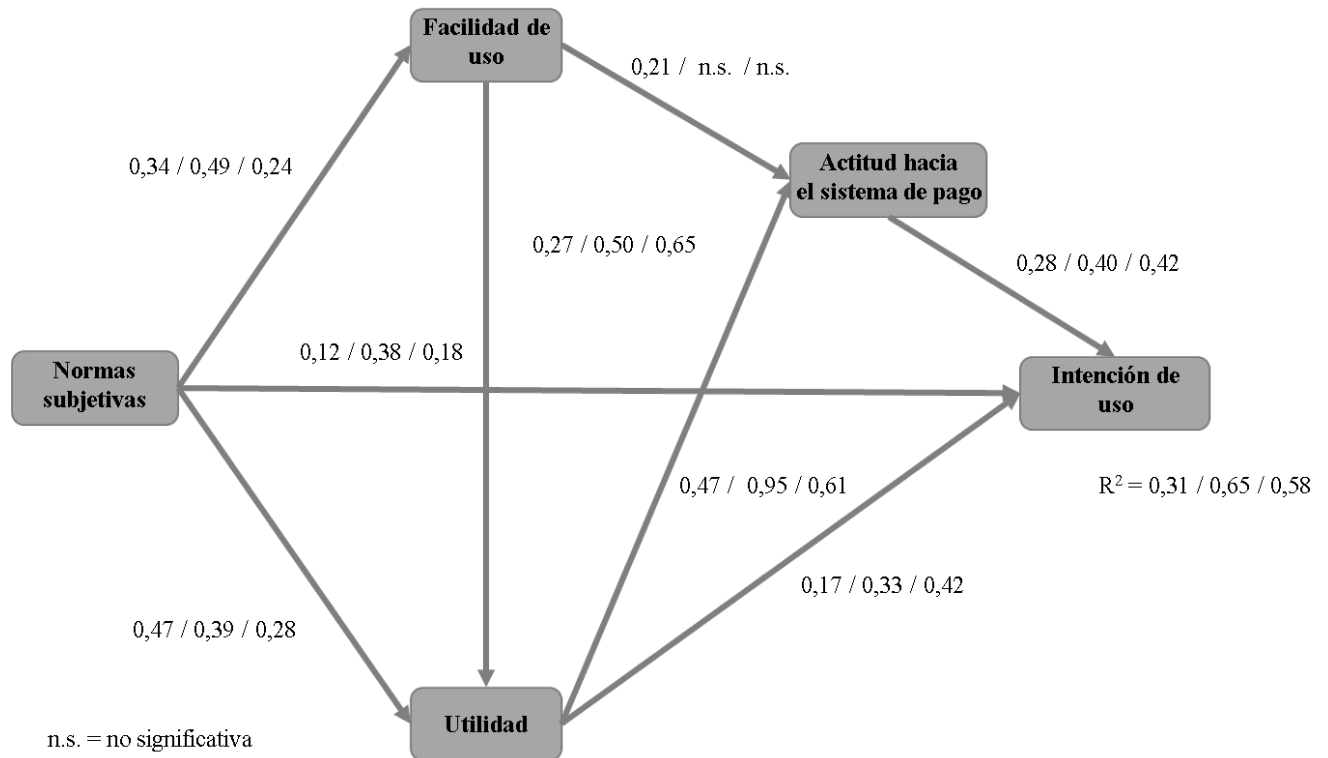 Facilidad de
uso
0,21 / n.s. / n.s.
Actitud hacia
el sistema de pago
0,34 / 0,49 / 0,24
0,27 / 0,50 / 0,65
0,28 / 0,40 / 0,42
0,12 / 0,38 / 0,18
Normas
subjetivas
Intención de
uso
0,47 / 0,95 / 0,61
R² = 0,31 / 0,65 / 0,58
0,17 / 0,33 / 0,42
0,47 / 0,39 / 0,28
Utilidad
n.s. = no significativa